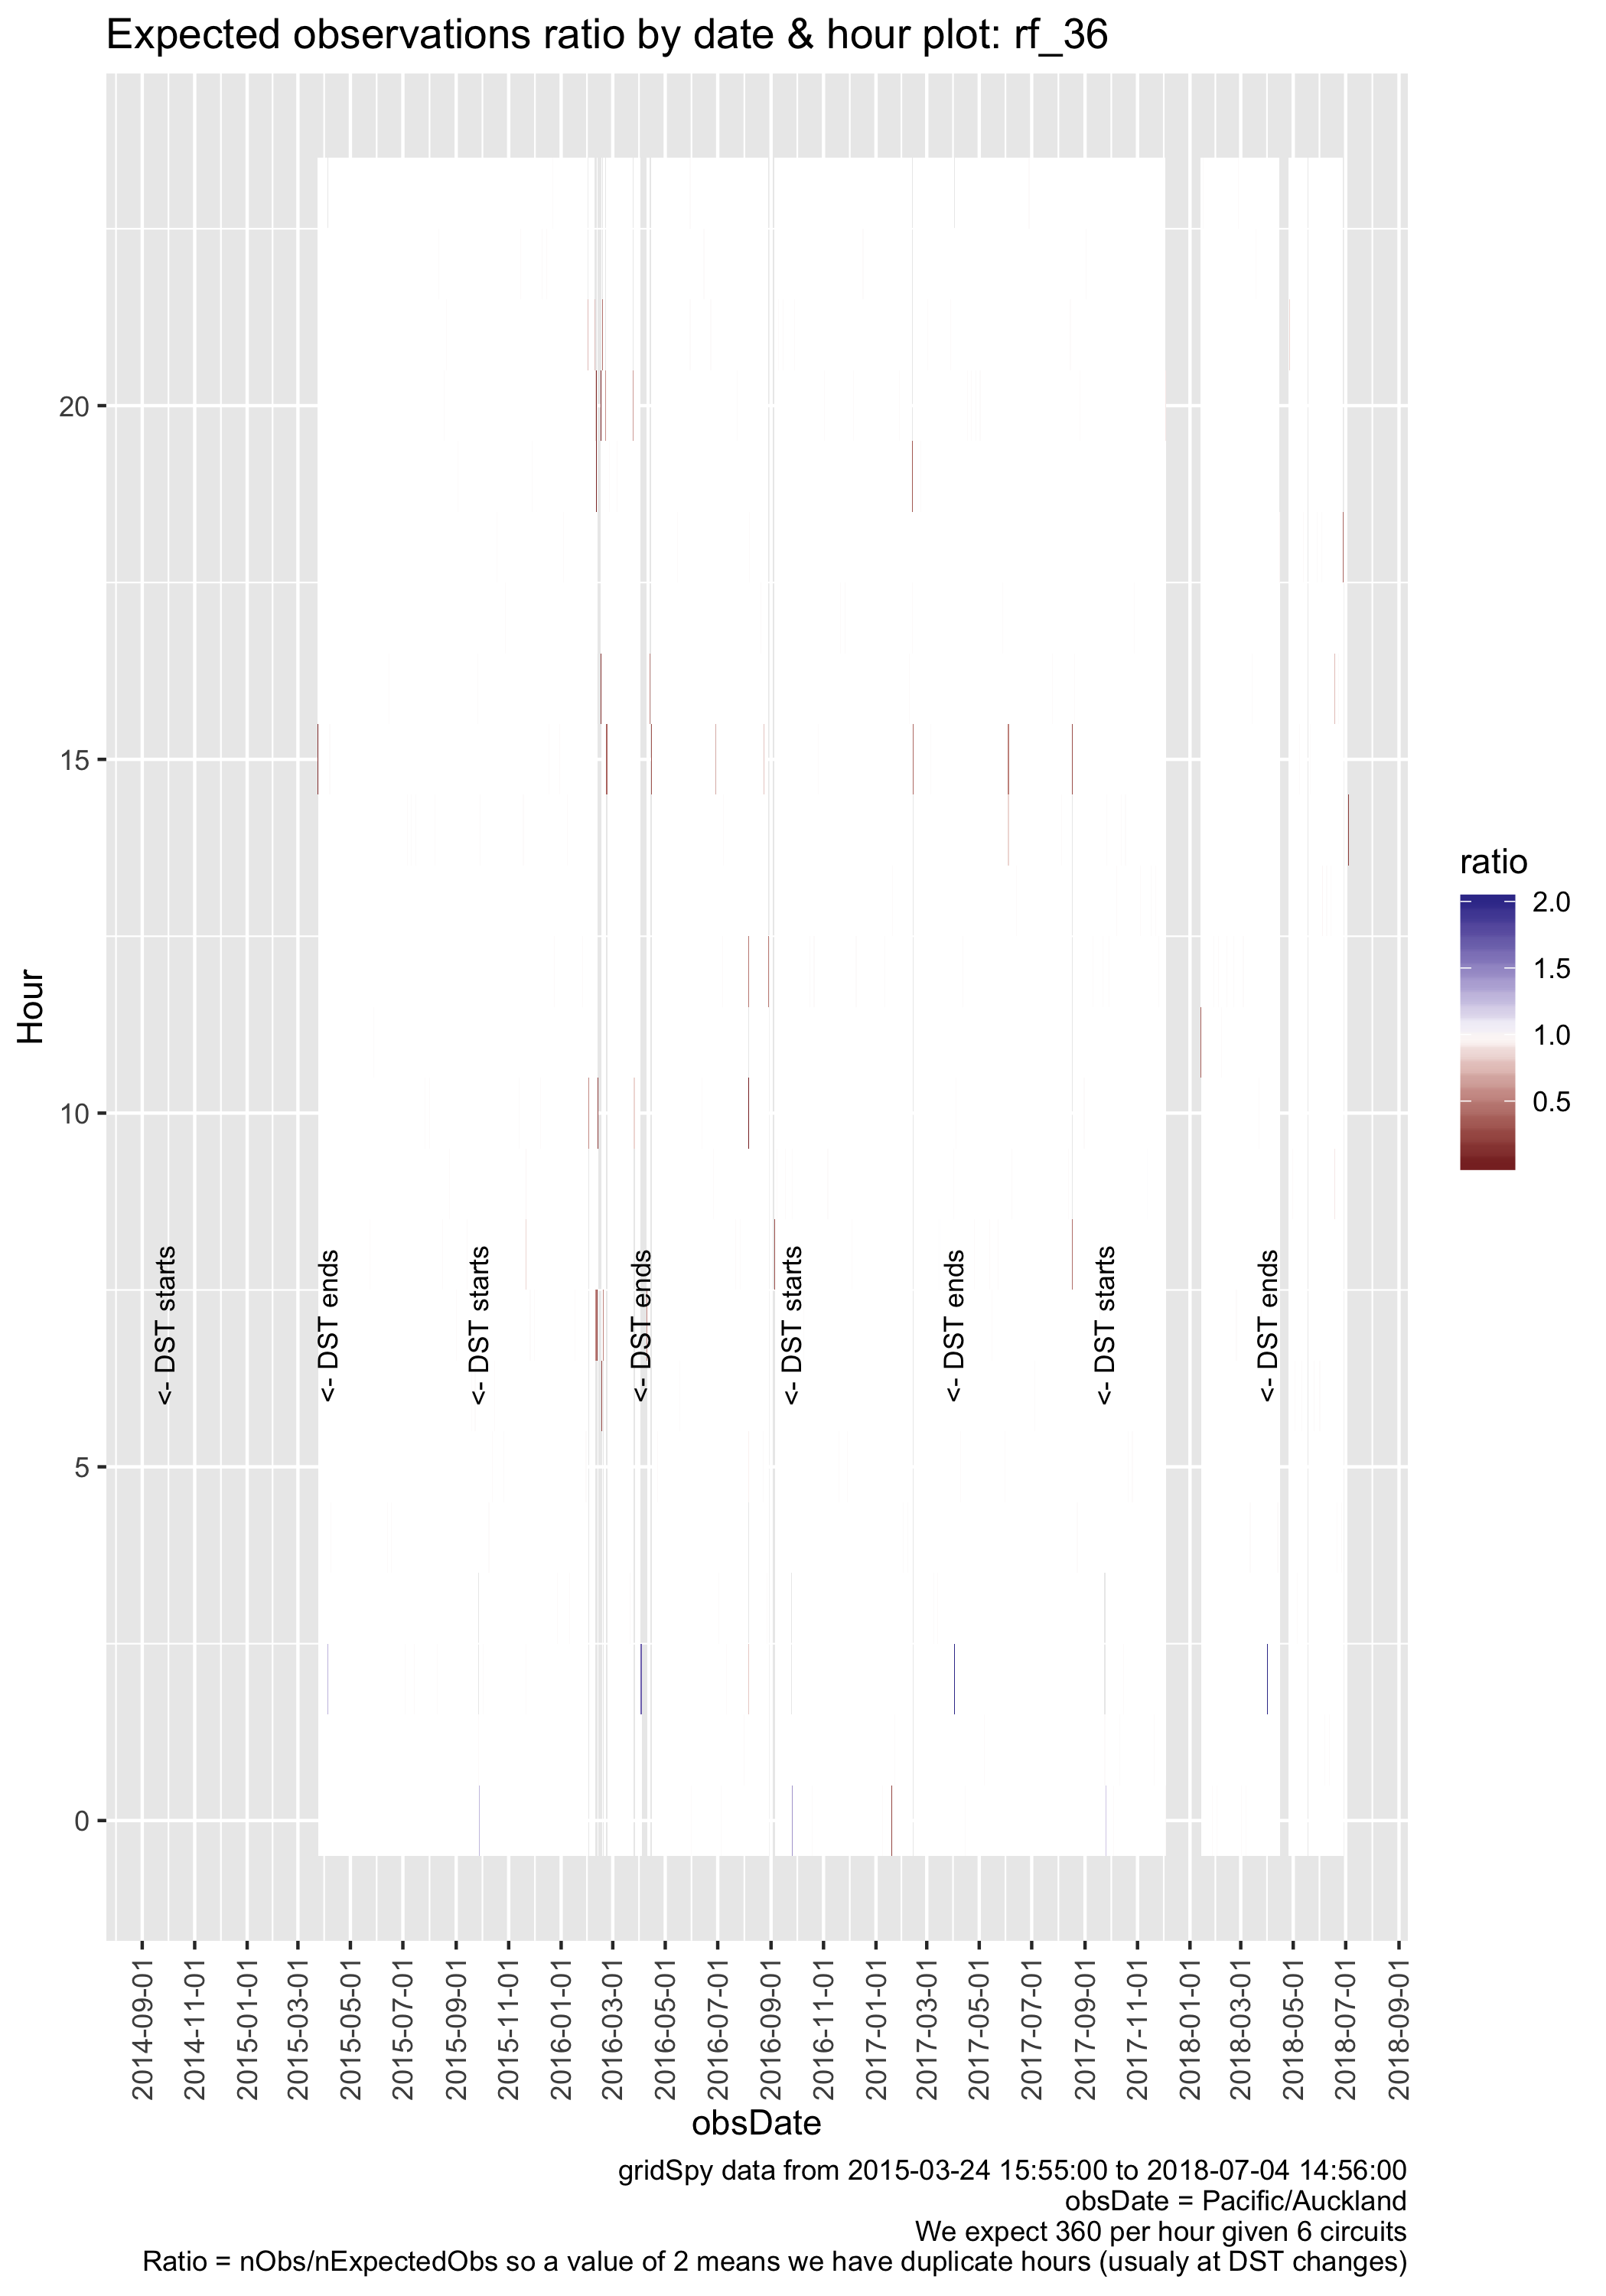 Expected observations ratio by date & hour plot: rf_36
Hour
20
15
10
5
0
<- DST starts
<- DST ends
<- DST starts
<- DST ends
<- DST starts
<- DST ends
<- DST starts
<- DST ends
ratio
2.0
1.5
1.0
0.5
2014-09-01
2014-11-01
2015-01-01
2015-03-01
2015-05-01
2015-07-01
2015-09-01
2015-11-01
2016-01-01
2016-03-01
2016-05-01
2016-07-01
2016-09-01
2016-11-01
2017-01-01
2017-03-01
2017-05-01
2017-07-01
2017-09-01
2017-11-01
2018-01-01
2018-03-01
2018-05-01
2018-07-01
2018-09-01
obsDate
gridSpy data from 2015-03-24 15:55:00 to 2018-07-04 14:56:00
obsDate = Pacific/Auckland
We expect 360 per hour given 6 circuits
Ratio = nObs/nExpectedObs so a value of 2 means we have duplicate hours (usualy at DST changes)